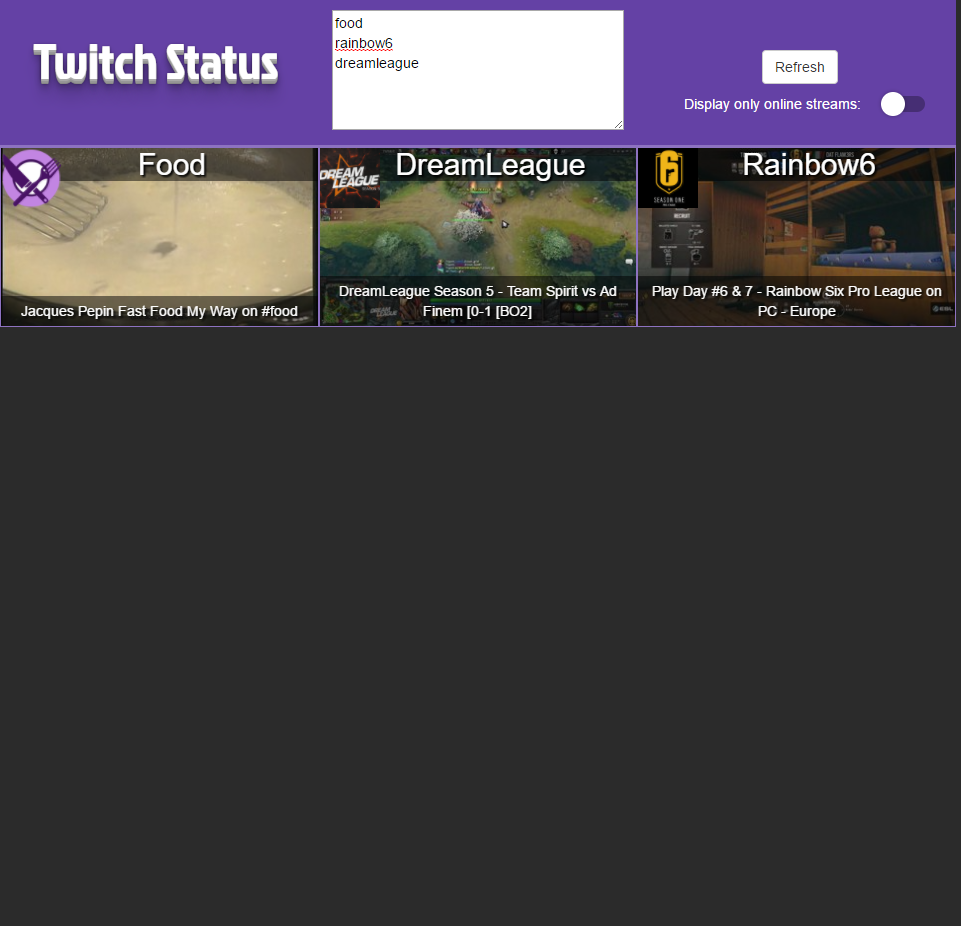 Twitch Status
food
rainbow6
dreamleague
Refresh
Display only online streams:
Food
Jacques Pepin Fast Food My Way on #food
DreamLeague
DREAM
LEAGUE
DreamLeague Season 5 - Team Spirit vs Ad
Finem [0-1 [BO2]
Rainbow6
SEASON ONE
RECRUIT
Play Day #6 & 7 - Rainbow Six Pro League on
PC - Europe